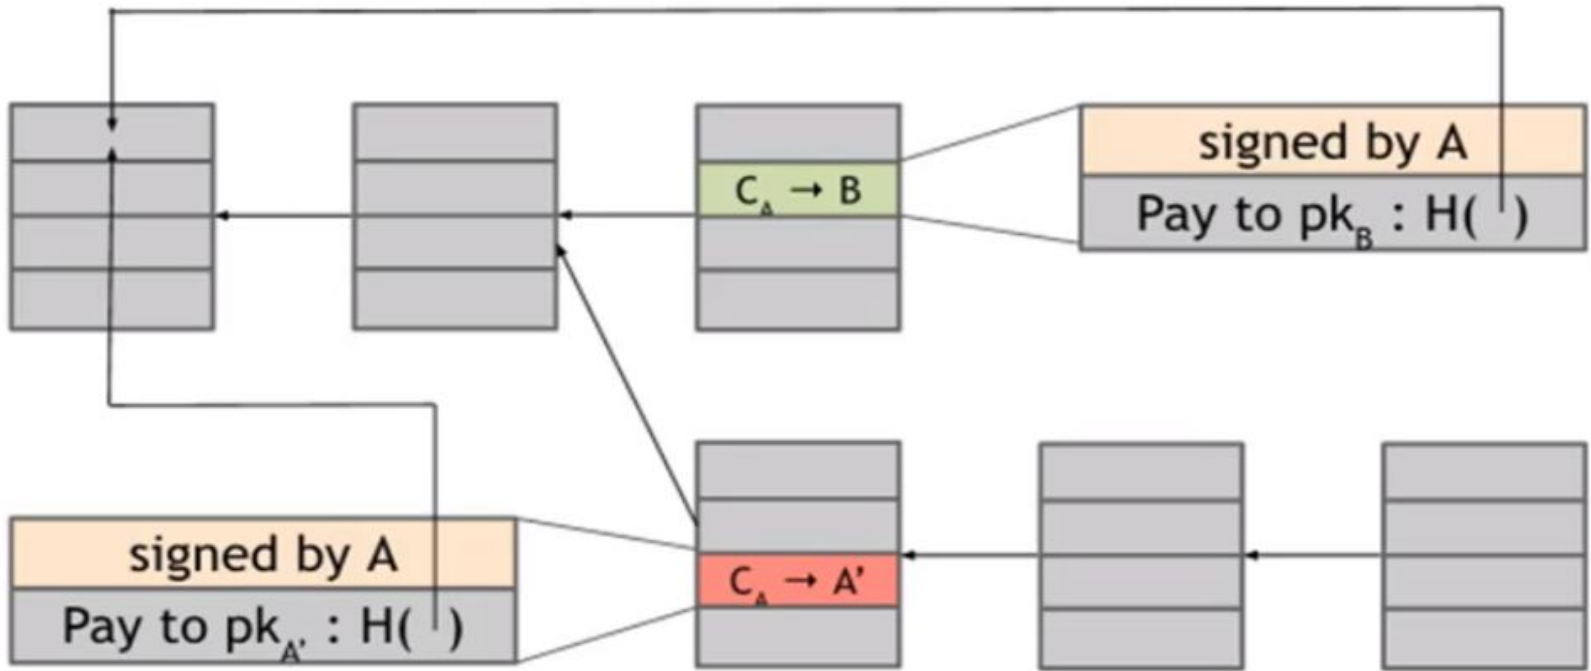 signed by A
C_A → B
Pay to pk_B : H( )
signed by A
C_A → A’
Pay to pk_A’ : H( )